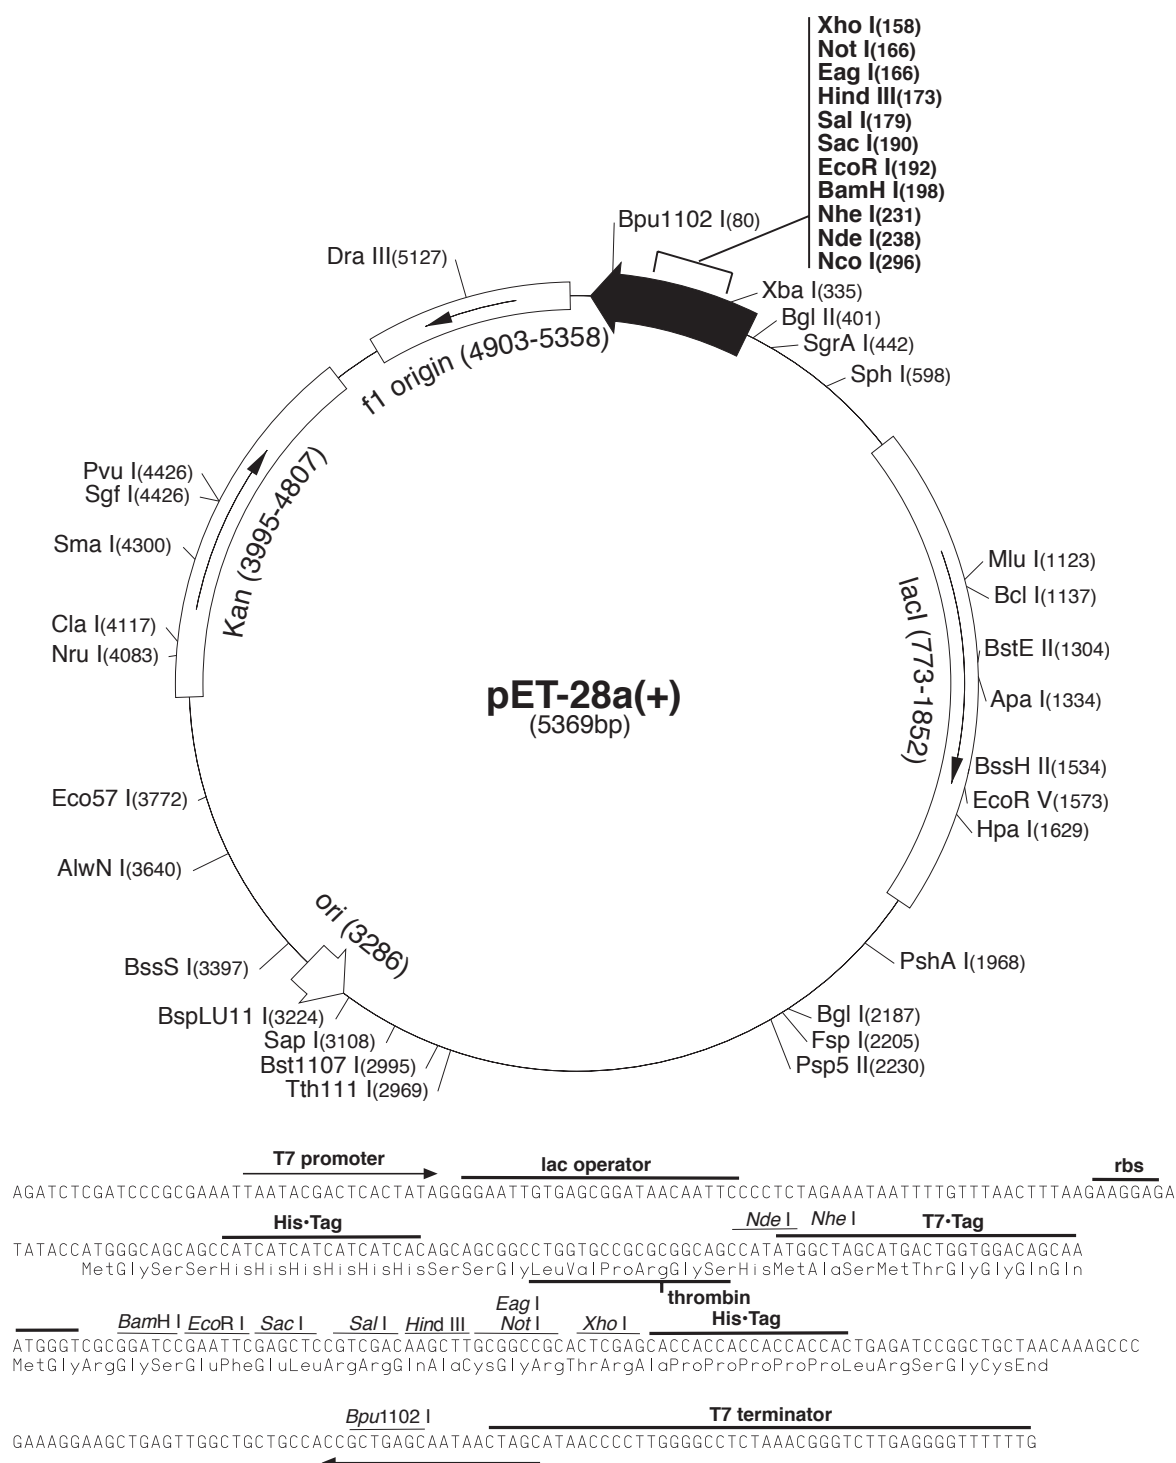 Xho I(158)
Not I(166)
Eag I(166)
Hind III(173)
Sal I(179)
Sac I(190)
EcoR I(192)
BamH I(198)
Nhe I(231)
Nde I(238)
Nco I(296)
Bpu1102 I(80)
Dra III(5127)
Xba I(335)
Bgl II(401)
SgrA I(442)
Sph I(598)
f1 origin (4903-5358)
Pvu I(4426)
Sgf I(4426)
Sma I(4300)
Kan (3995-4807)
Cla I(4117)
Nru I(4083)
Mlu I(1123)
Bcl I(1137)
lacI (773-1852)
BstE II(1304)
Apa I(1334)
pET-28a(+)
(5369bp)
BssH II(1534)
EcoR V(1573)
Hpa I(1629)
Eco57 I(3772)
AlwN I(3640)
ori (3286)
BssS I(3397)
PshA I(1968)
BspLU11 I(3224)
Sap I(3108)
Bst1107 I(2995)
Tth111 I(2969)
Bgl I(2187)
Fsp I(2205)
Psp5 II(2230)
T7 promoter lac operator rbs
AGATCTCGATCCCGCGAAATTAATACGACTCACTATAGGGGAATTGTGAGCGGATAACAATTCCCCTCTAGAAATAATTTTGTTTAACTTTAAGAAGGAGA
His•Tag Nde I Nhe I T7•Tag
TATACCATGGGCAGCAGCCATCATCATCATCATCACAGCAGCGGCCTGGTGCCGCGCGGCAGCCATATGGCTAGCATGACTGGTGGACAGCAA
MetGlySerSerHisHisHisHisHisHisSerSerGlyLeuValProArgGlySerHisMetAlaSerMetThrGlyGlyGlnGln
thrombin
BamH I EcoR I Sac I Sal I Hind III Eag I Not I Xho I His•Tag
ATGGGTCGCGGATCCGAATTCGAGCTCCGTCGACAAGCTTGCGGCCGCACTCGAGCACCACCACCACCACCACTGAGATCCGGCTGCTAACAAAGCCC
MetGlyArgGlySerGluPheGluLeuArgArgGlnAlaCysGlyArgThrArgAlaProProProProProLeuArgSerGlyCysEnd
Bpu1102 I T7 terminator
GAAAGGAAGCTGAGTTGGCTGCTGCCACCGCTGAGCAATAACTAGCATAACCCCTTGGGGCCTCTAAACGGGTCTTGAGGGGTTTTTTG